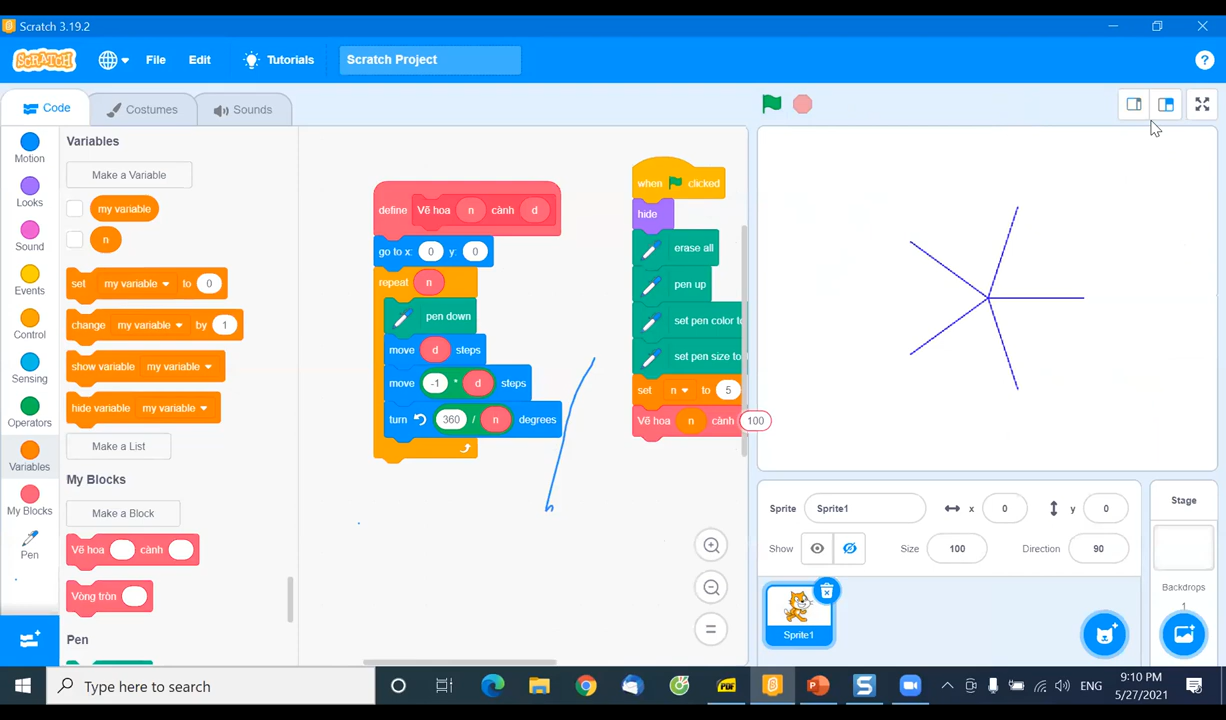 Scratch 3.19.2
SCRATCH File Edit Tutorials Scratch Project ?
Code Costumes Sounds
Motion
Looks
Sound
Events
Control
Sensing
Operators
Variables
My Blocks
Pen
Variables
Make a Variable
my variable
n
set my variable to 0
change my variable by 1
show variable my variable
hide variable my variable
Make a List
My Blocks
Make a Block
Vẽ hoa cành
Vòng tròn
Pen
define Vẽ hoa n cành d
go to x: 0 y: 0
repeat n
pen down
move d steps
move -1 * d steps
turn 360 / n degrees
when clicked
hide
erase all
pen up
set pen color to
set pen size to
set n to 5
Vẽ hoa n cành 100
Sprite Sprite1 x 0 y 0
Show Size 100 Direction 90
Sprite1
Stage
Backdrops
1
Type here to search
PDF
P
S
ENG
9:10 PM
5/27/2021